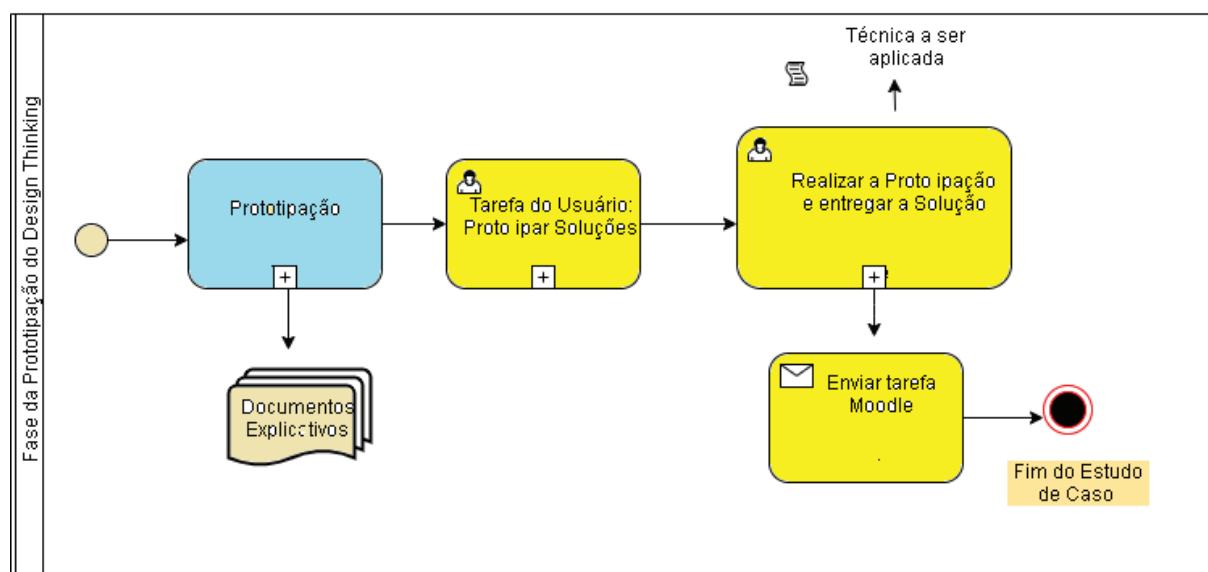 Fase da Prototipação do Design Thinking
Técnica a ser
aplicada
Prototipação
Tarefa do Usuário:
Proto ipar Soluções
Realizar a Proto ipação
e entregar a Solução
Documentos
Explicativos
Enviar tarefa
Moodle
Fim do Estudo
de Caso